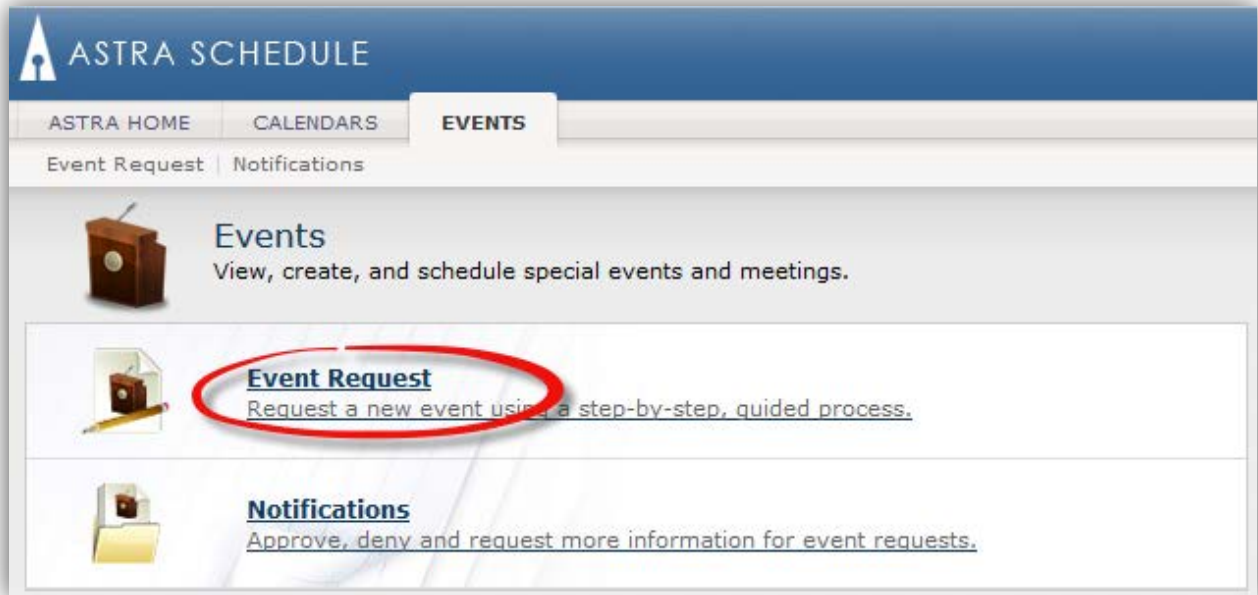 ASTRA SCHEDULE
ASTRA HOME CALENDARS EVENTS
Event Request | Notifications
Events
View, create, and schedule special events and meetings.
Event Request
Request a new event using a step-by-step, guided process.
Notifications
Approve, deny and request more information for event requests.